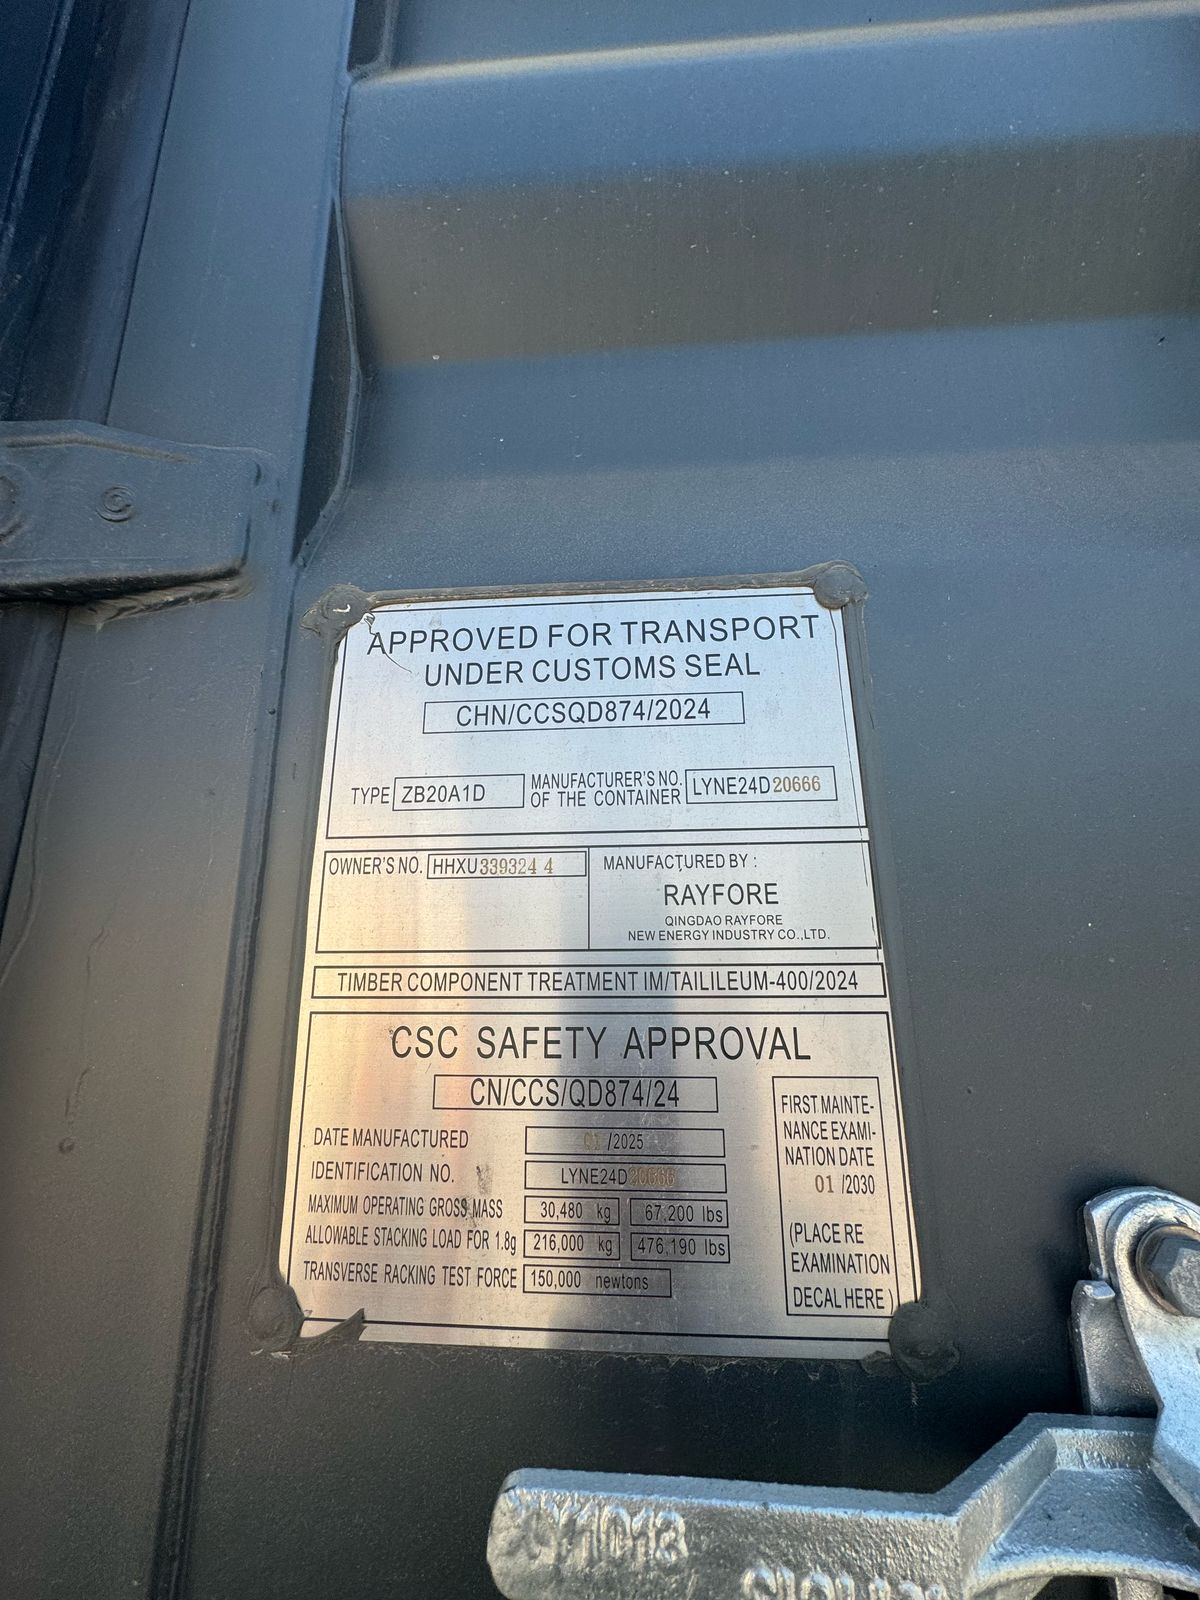 APPROVED FOR TRANSPORT
UNDER CUSTOMS SEAL
CHN/CCSQD874/2024
TYPE ZB20A1D MANUFACTURER'S NO. OF THE CONTAINER LYNE24D20666
OWNER'S NO. HHXU 339324 4
MANUFACTURED BY :
RAYFORE
QINGDAO RAYFORE
NEW ENERGY INDUSTRY CO.,LTD.
TIMBER COMPONENT TREATMENT IM/TAILILEUM-400/2024
CSC SAFETY APPROVAL
CN/CCS/QD874/24
DATE MANUFACTURED 01 /2025
IDENTIFICATION NO. LYNE24D20666
MAXIMUM OPERATING GROSS MASS 30,480 kg 67,200 lbs
ALLOWABLE STACKING LOAD FOR 1.8g 216,000 kg 476,190 lbs
TRANSVERSE RACKING TEST FORCE 150,000 newtons
FIRST MAINTE-
NANCE EXAMI-
NATION DATE
01 /2030
(PLACE RE
EXAMINATION
DECAL HERE )